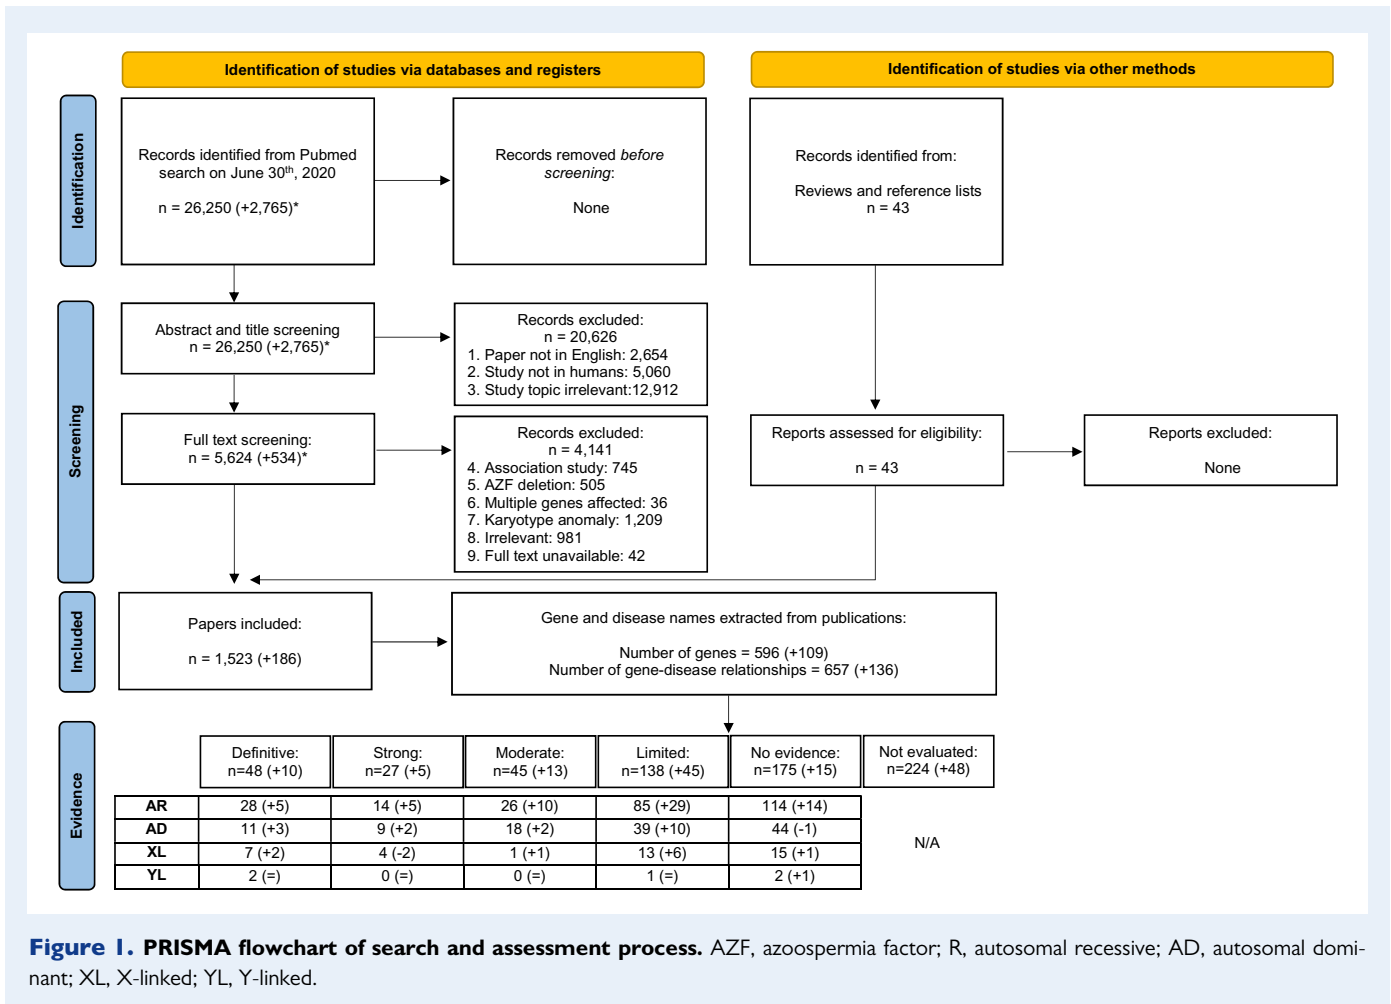 Identification of studies via databases and registers
Identification of studies via other methods
Identification
Records identified from Pubmed
search on June 30th, 2020
n = 26,250 (+2,765)*
Records removed before
screening:
None
Records identified from:
Reviews and reference lists
n = 43
Screening
Abstract and title screening
n = 26,250 (+2,765)*
Records excluded:
n = 20,626
1. Paper not in English: 2,654
2. Study not in humans: 5,060
3. Study topic irrelevant:12,912
Full text screening:
n = 5,624 (+534)*
Records excluded:
n = 4,141
4. Association study: 745
5. AZF deletion: 505
6. Multiple genes affected: 36
7. Karyotype anomaly: 1,209
8. Irrelevant: 981
9. Full text unavailable: 42
Reports assessed for eligibility:
n = 43
Reports excluded:
None
Included
Papers included:
n = 1,523 (+186)
Gene and disease names extracted from publications:
Number of genes = 596 (+109)
Number of gene-disease relationships = 657 (+136)
Evidence
Definitive:
n=48 (+10)
Strong:
n=27 (+5)
Moderate:
n=45 (+13)
Limited:
n=138 (+45)
No evidence:
n=175 (+15)
Not evaluated:
n=224 (+48)
AR 28 (+5) 14 (+5) 26 (+10) 85 (+29) 114 (+14)
AD 11 (+3) 9 (+2) 18 (+2) 39 (+10) 44 (-1)
XL 7 (+2) 4 (-2) 1 (+1) 13 (+6) 15 (+1)
YL 2 (=) 0 (=) 0 (=) 1 (=) 2 (+1)
N/A
Figure 1. PRISMA flowchart of search and assessment process. AZF, azoospermia factor; R, autosomal recessive; AD, autosomal domi-
nant; XL, X-linked; YL, Y-linked.